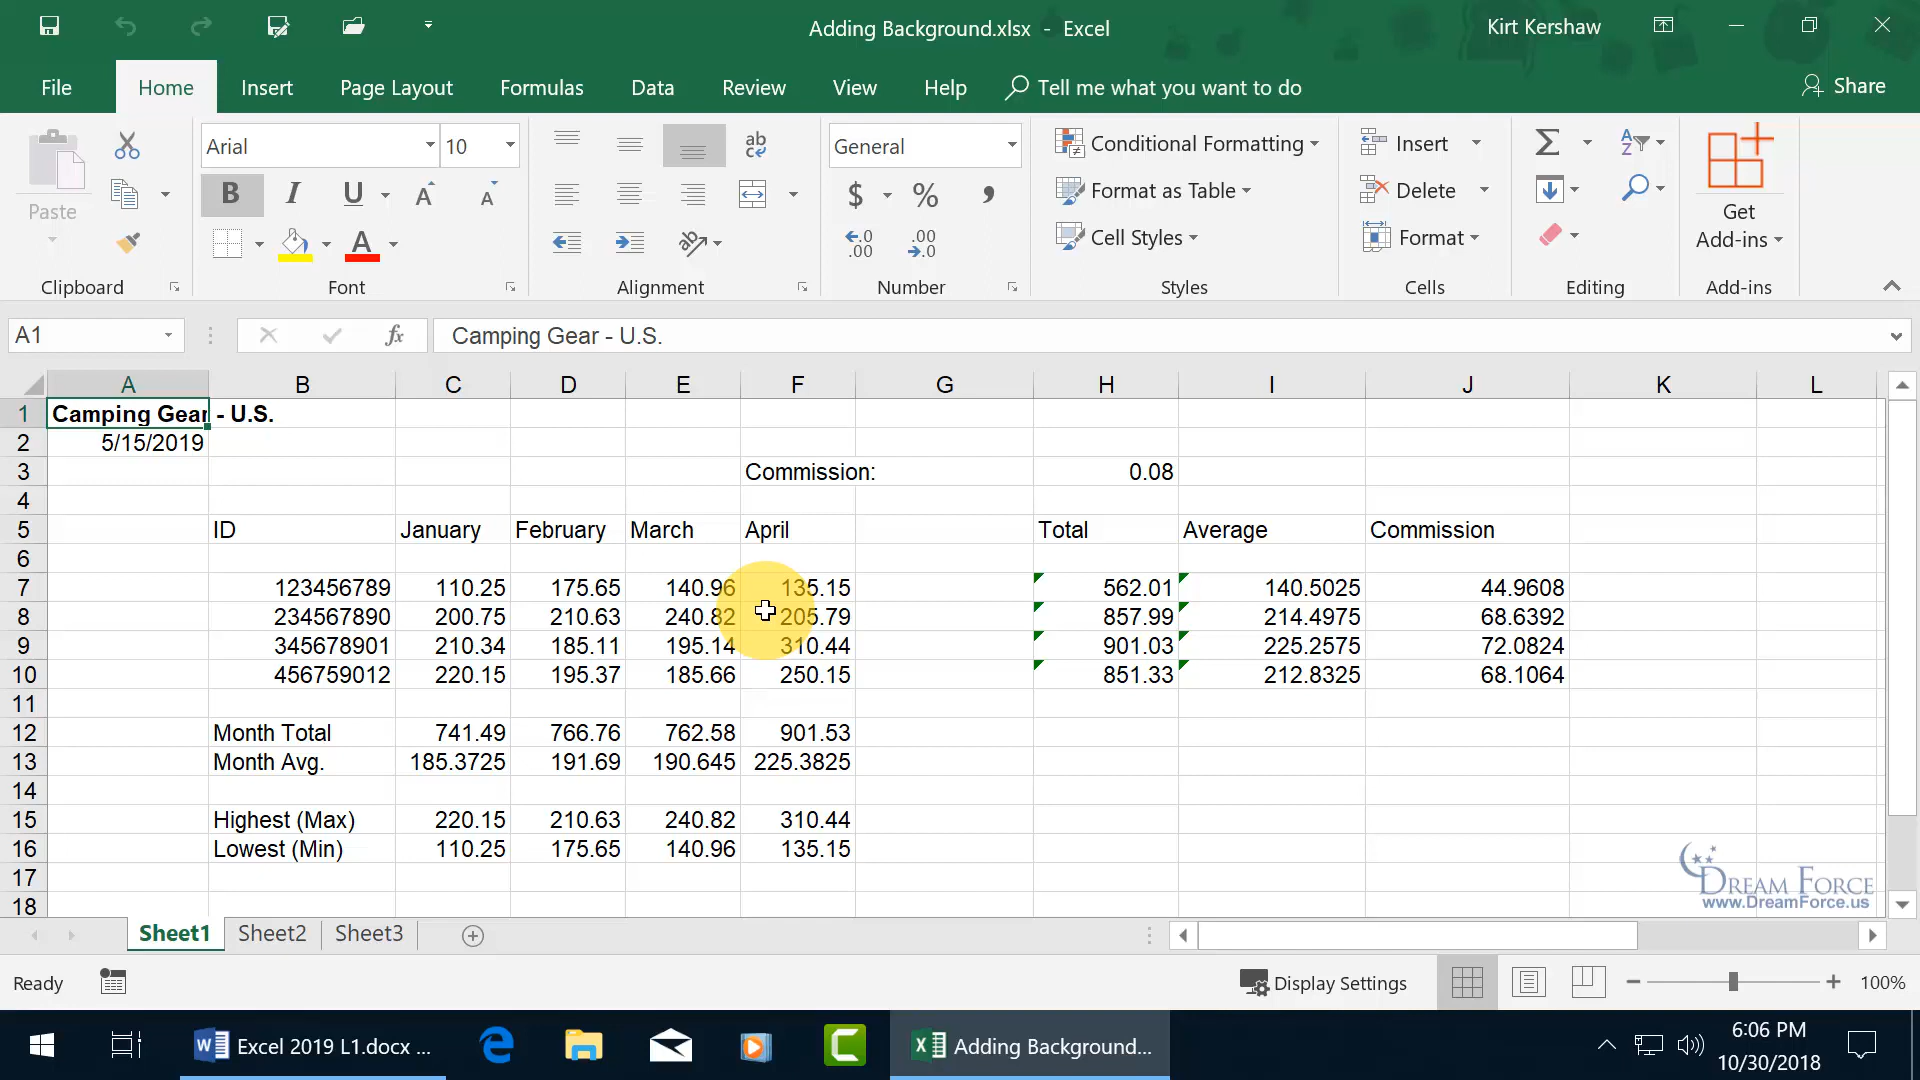 Adding Background.xlsx - Excel
Kirt Kershaw
File Home Insert Page Layout Formulas Data Review View Help Tell me what you want to do Share
Paste
Clipboard
Arial 10
B I U A A
A
Font
ab
Alignment
General
$ % ,
.0 .00 .00 .0
Number
Conditional Formatting
Format as Table
Cell Styles
Styles
Insert
Delete
Format
Cells
Editing
Get
Add-ins
Add-ins
A1 fx Camping Gear - U.S.
A B C D E F G H I J K L
1 Camping Gear - U.S.
2 5/15/2019
3 Commission: 0.08
4
5 ID January February March April Total Average Commission
6
7 123456789 110.25 175.65 140.96 135.15 562.01 140.5025 44.9608
8 234567890 200.75 210.63 240.82 205.79 857.99 214.4975 68.6392
9 345678901 210.34 185.11 195.14 310.44 901.03 225.2575 72.0824
10 456759012 220.15 195.37 185.66 250.15 851.33 212.8325 68.1064
11
12 Month Total 741.49 766.76 762.58 901.53
13 Month Avg. 185.3725 191.69 190.645 225.3825
14
15 Highest (Max) 220.15 210.63 240.82 310.44
16 Lowest (Min) 110.25 175.65 140.96 135.15
17
18
Dream Force
www.DreamForce.us
Sheet1 Sheet2 Sheet3
Ready Display Settings 100%
Excel 2019 L1.docx ... Adding Background...
6:06 PM
10/30/2018